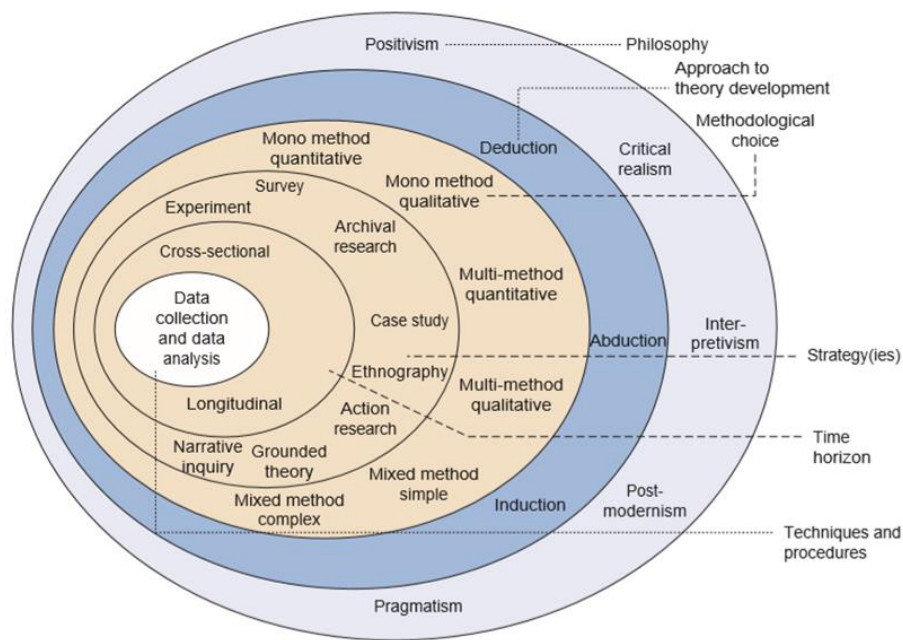 Positivism
Philosophy
Approach to
theory development
Methodological
choice
Mono method
quantitative
Deduction
Critical
realism
Survey
Mono method
qualitative
Experiment
Archival
research
Cross-sectional
Multi-method
quantitative
Data
collection
and data
analysis
Case study
Abduction
Inter-
pretivism
Strategy(ies)
Ethnography
Multi-method
qualitative
Longitudinal
Action
research
Time
horizon
Narrative
inquiry
Grounded
theory
Mixed method
simple
Mixed method
complex
Induction
Post-
modernism
Techniques and
procedures
Pragmatism